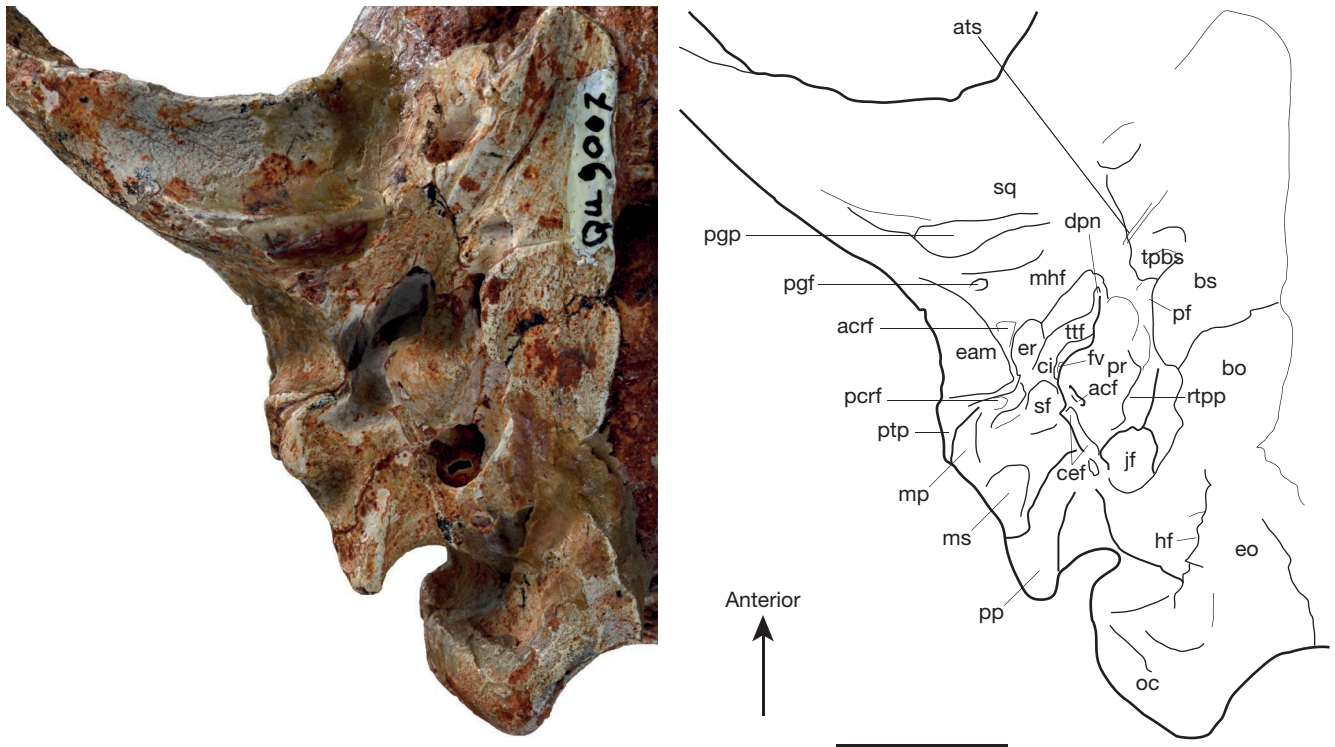 9007
ats
sq
dpn
pgp
tpbs
mhf
pgf
bs
pf
acrf
ttf
eam
er
fv
ci
pr
bo
acf
pcrf
rtpp
sf
ptp
jf
cef
mp
ms
hf
eo
Anterior
pp
oc